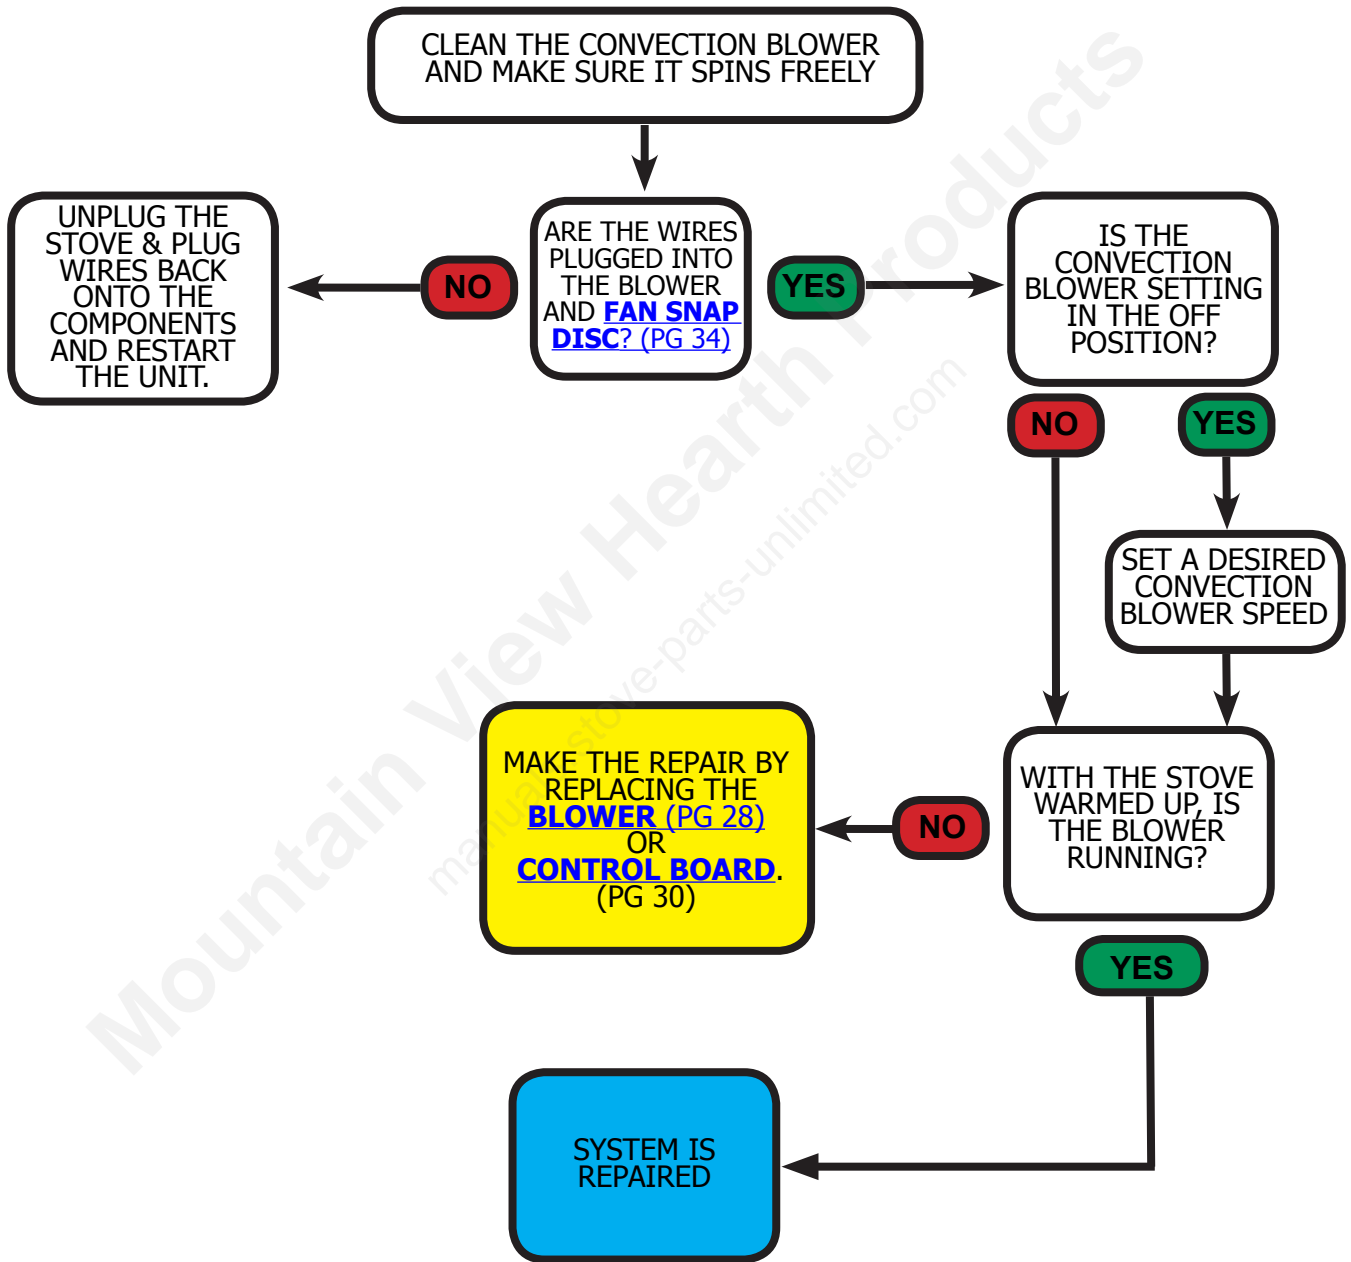 CLEAN THE CONVECTION BLOWER
AND MAKE SURE IT SPINS FREELY
UNPLUG THE
STOVE & PLUG
WIRES BACK
ONTO THE
COMPONENTS
AND RESTART
THE UNIT.
NO
ARE THE WIRES
PLUGGED INTO
THE BLOWER
AND FAN SNAP
DISC? (PG 34)
YES
IS THE
CONVECTION
BLOWER SETTING
IN THE OFF
POSITION?
NO
YES
SET A DESIRED
CONVECTION
BLOWER SPEED
MAKE THE REPAIR BY
REPLACING THE
BLOWER (PG 28)
OR
CONTROL BOARD.
(PG 30)
NO
WITH THE STOVE
WARMED UP, IS
THE BLOWER
RUNNING?
YES
SYSTEM IS
REPAIRED
Mountain View Hearth Products
manuals.stove-parts-unlimited.com